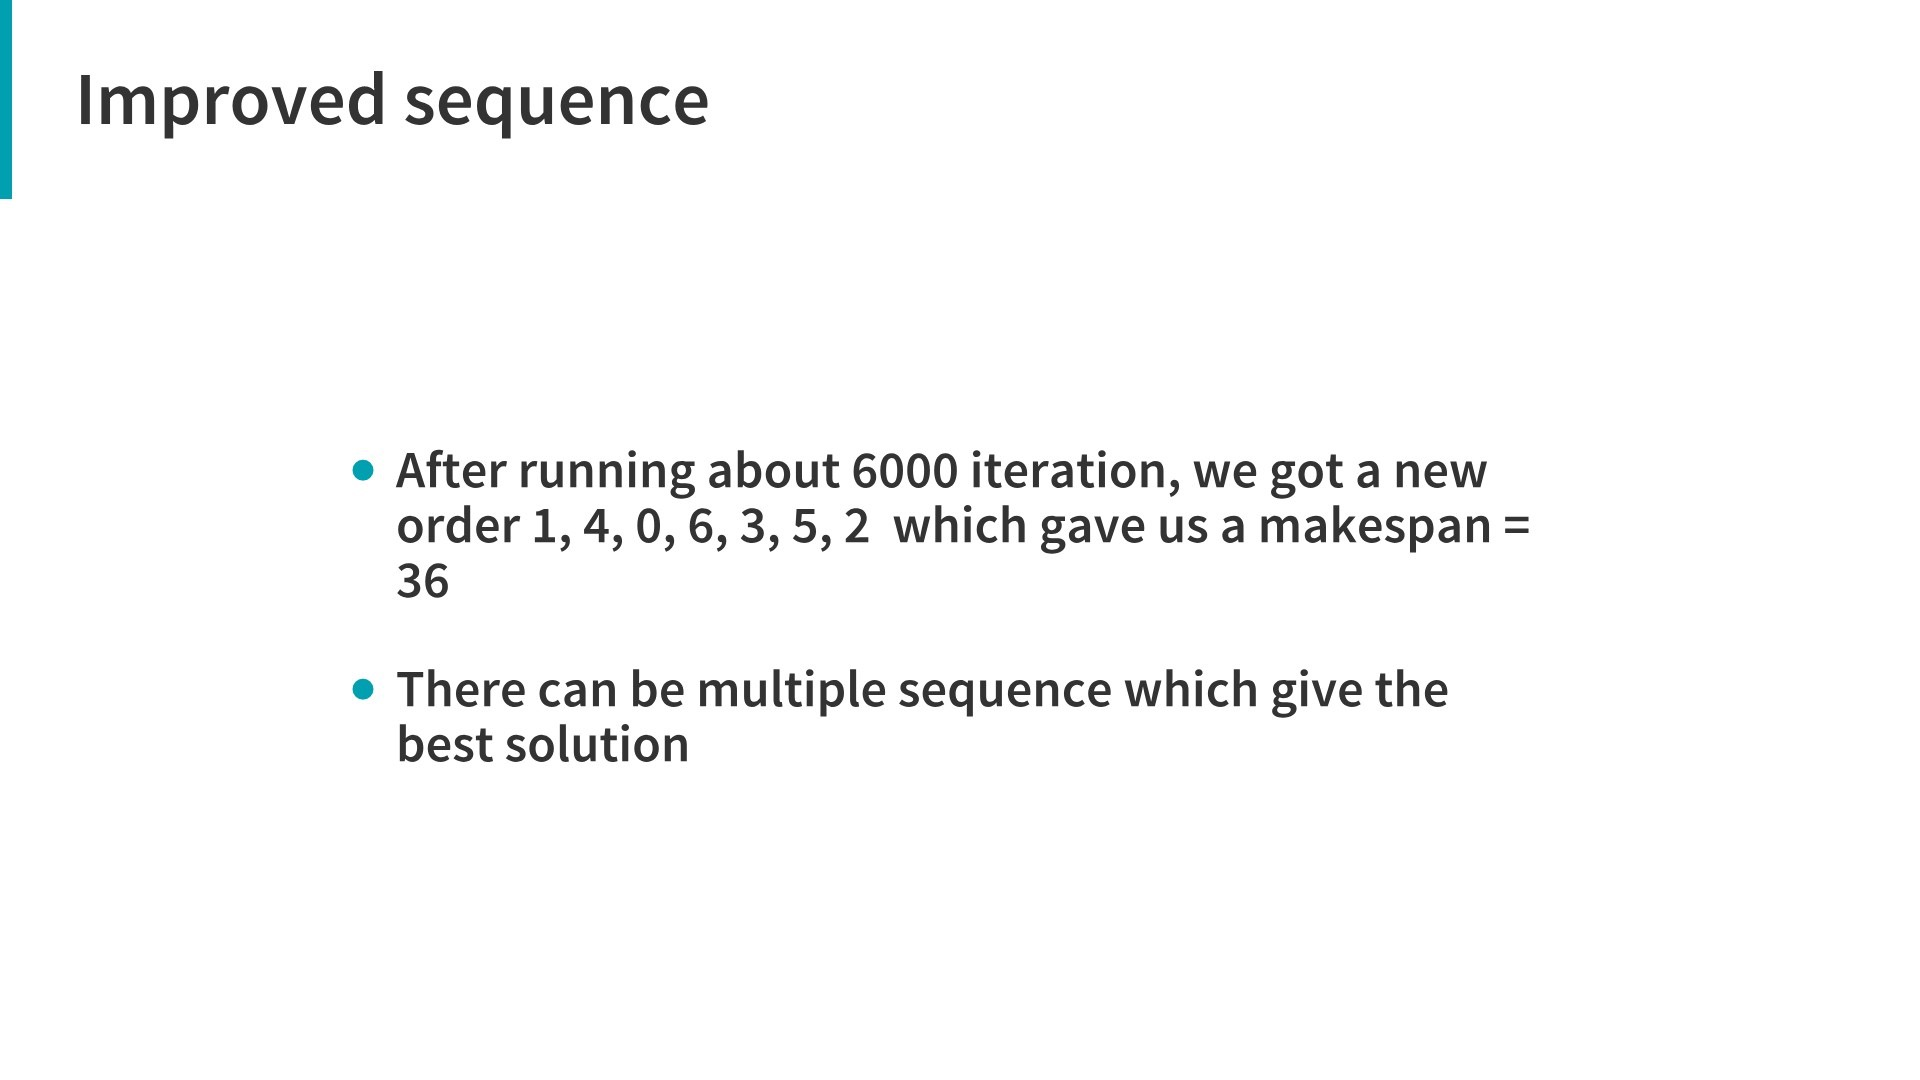 Improved sequence
• After running about 6000 iteration, we got a new
order 1, 4, 0, 6, 3, 5, 2  which gave us a makespan =
36
• There can be multiple sequence which give the
best solution